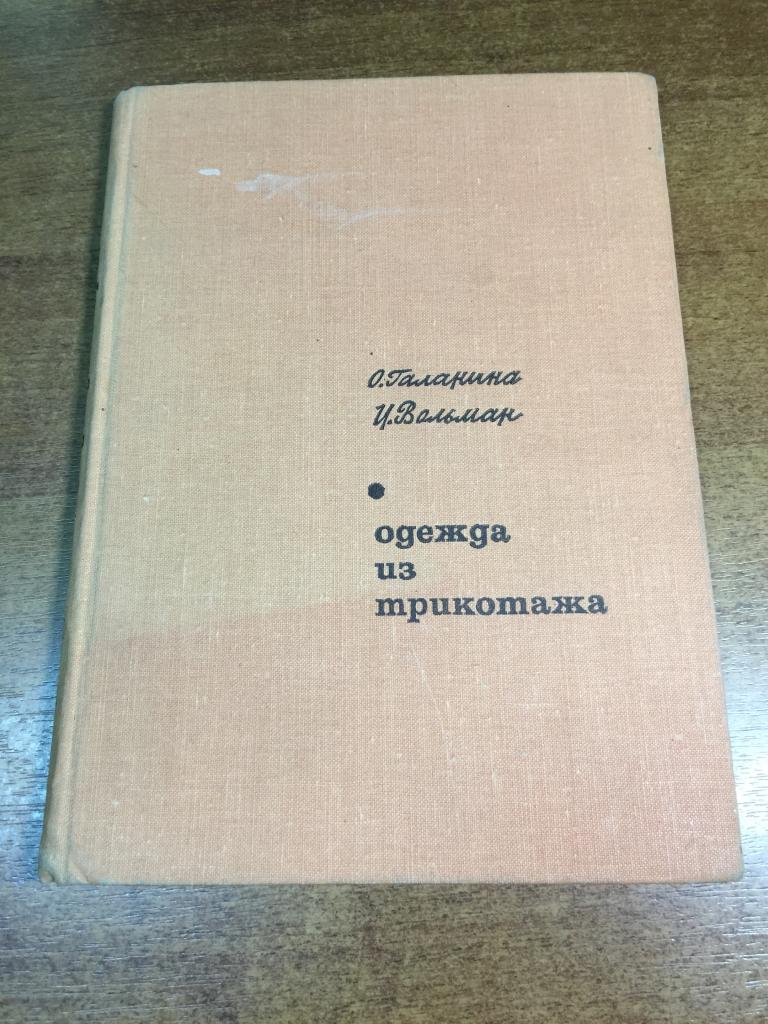 О. Галанина
Ц. Вольман
одежда
из
трикотажа